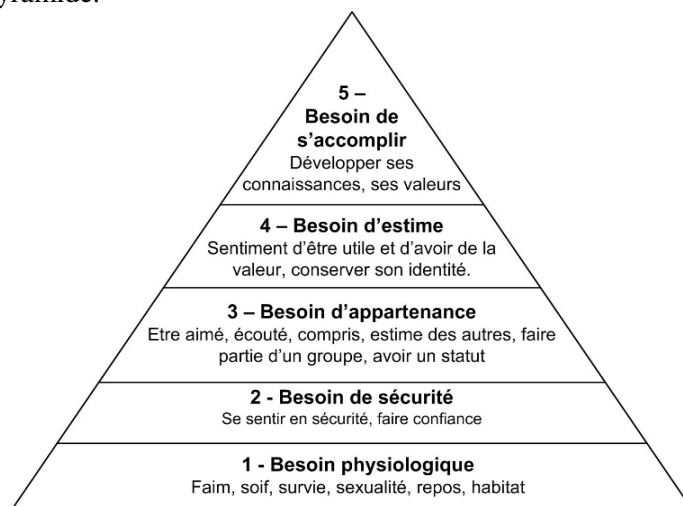 5 –
Besoin de
s'accomplir
Développer ses
connaissances, ses valeurs
4 – Besoin d'estime
Sentiment d'être utile et d'avoir de la
valeur, conserver son identité.
3 – Besoin d'appartenance
Etre aimé, écouté, compris, estime des autres, faire
partie d'un groupe, avoir un statut
2 - Besoin de sécurité
Se sentir en sécurité, faire confiance
1 - Besoin physiologique
Faim, soif, survie, sexualité, repos, habitat